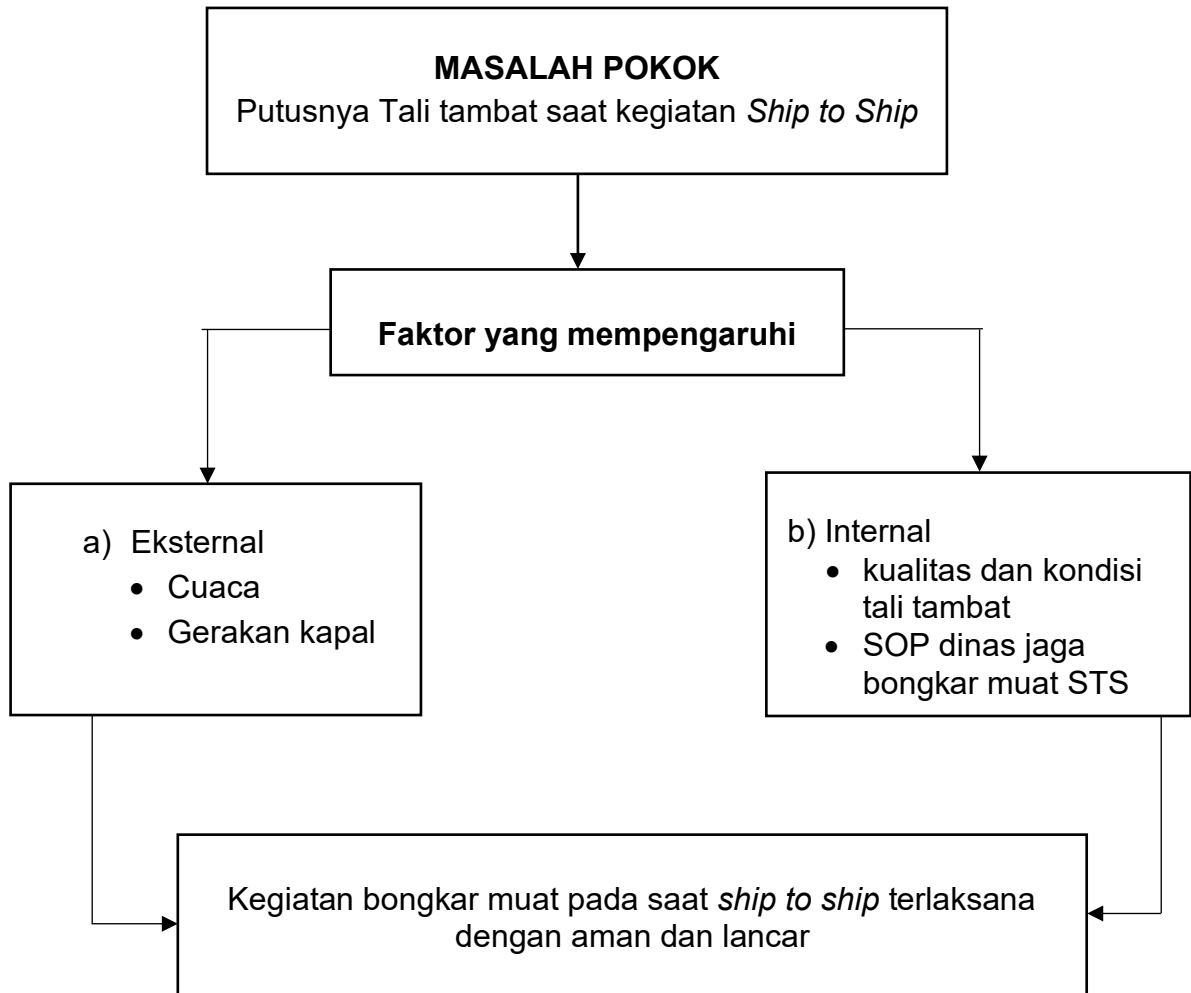 MASALAH POKOK
Putusnya Tali tambat saat kegiatan Ship to Ship
Faktor yang mempengaruhi
a) Eksternal
• Cuaca
• Gerakan kapal
b) Internal
• kualitas dan kondisi
tali tambat
• SOP dinas jaga
bongkar muat STS
Kegiatan bongkar muat pada saat ship to ship terlaksana
dengan aman dan lancar